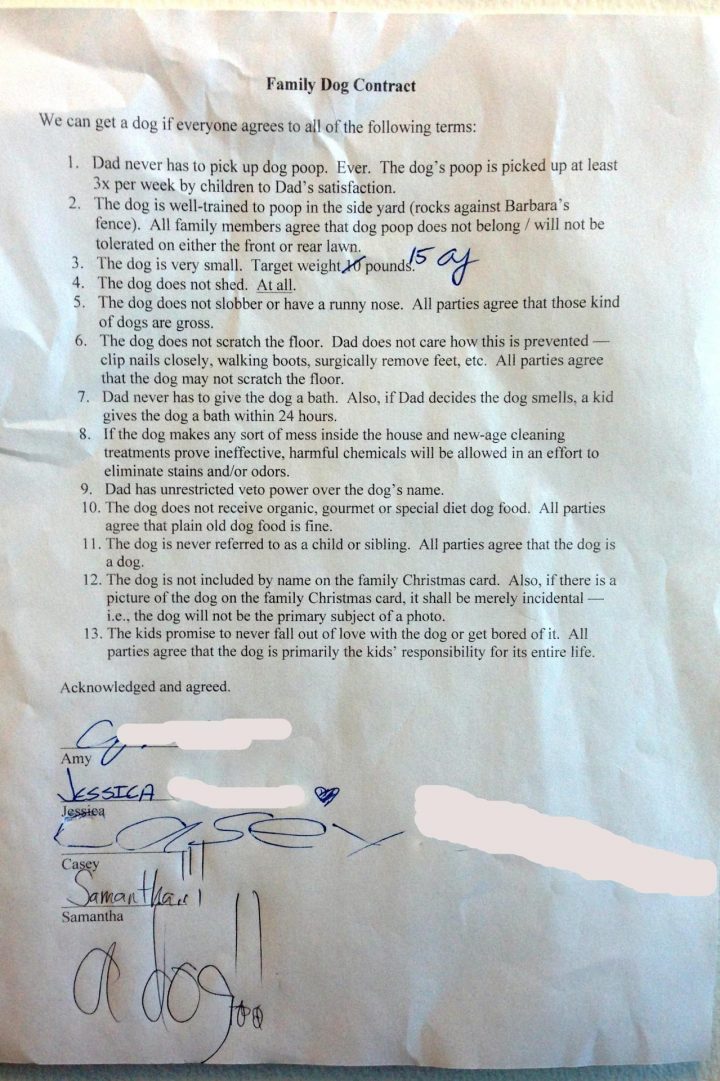 Family Dog Contract
We can get a dog if everyone agrees to all of the following terms:
1. Dad never has to pick up dog poop. Ever. The dog's poop is picked up at least
3x per week by children to Dad's satisfaction.
2. The dog is well-trained to poop in the side yard (rocks against Barbara's
fence). All family members agree that dog poop does not belong / will not be
tolerated on either the front or rear lawn.
3. The dog is very small. Target weight 10 pounds. 15 aj
4. The dog does not shed. At all.
5. The dog does not slobber or have a runny nose. All parties agree that those kind
of dogs are gross.
6. The dog does not scratch the floor. Dad does not care how this is prevented —
clip nails closely, walking boots, surgically remove feet, etc. All parties agree
that the dog may not scratch the floor.
7. Dad never has to give the dog a bath. Also, if Dad decides the dog smells, a kid
gives the dog a bath within 24 hours.
8. If the dog makes any sort of mess inside the house and new-age cleaning
treatments prove ineffective, harmful chemicals will be allowed in an effort to
eliminate stains and/or odors.
9. Dad has unrestricted veto power over the dog's name.
10. The dog does not receive organic, gourmet or special diet dog food. All parties
agree that plain old dog food is fine.
11. The dog is never referred to as a child or sibling. All parties agree that the dog is
a dog.
12. The dog is not included by name on the family Christmas card. Also, if there is a
picture of the dog on the family Christmas card, it shall be merely incidental —
i.e., the dog will not be the primary subject of a photo.
13. The kids promise to never fall out of love with the dog or get bored of it. All
parties agree that the dog is primarily the kids' responsibility for its entire life.
Acknowledged and agreed.
Amy
JESSICA
Jessica
Casey
Casey
Samantha
Samantha
a dog!!